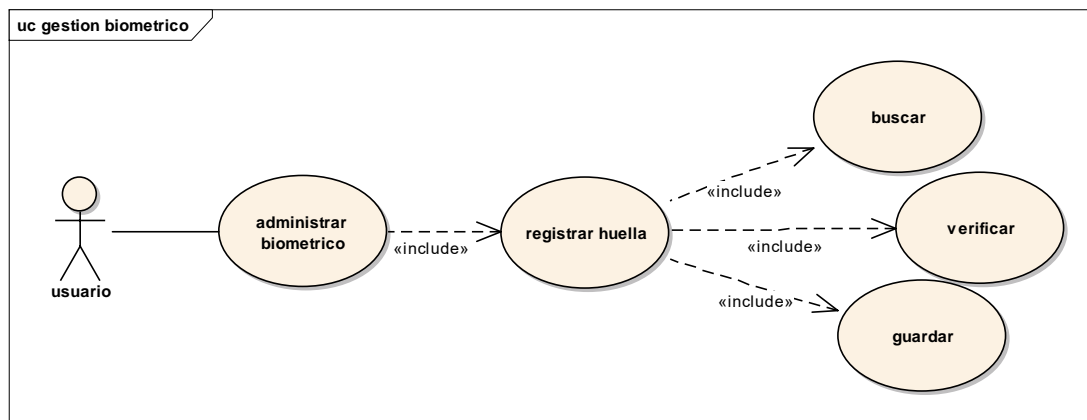 uc gestion biometrico
usuario
administrar
biometrico
«include»
registrar huella
«include»
buscar
«include»
verificar
«include»
guardar